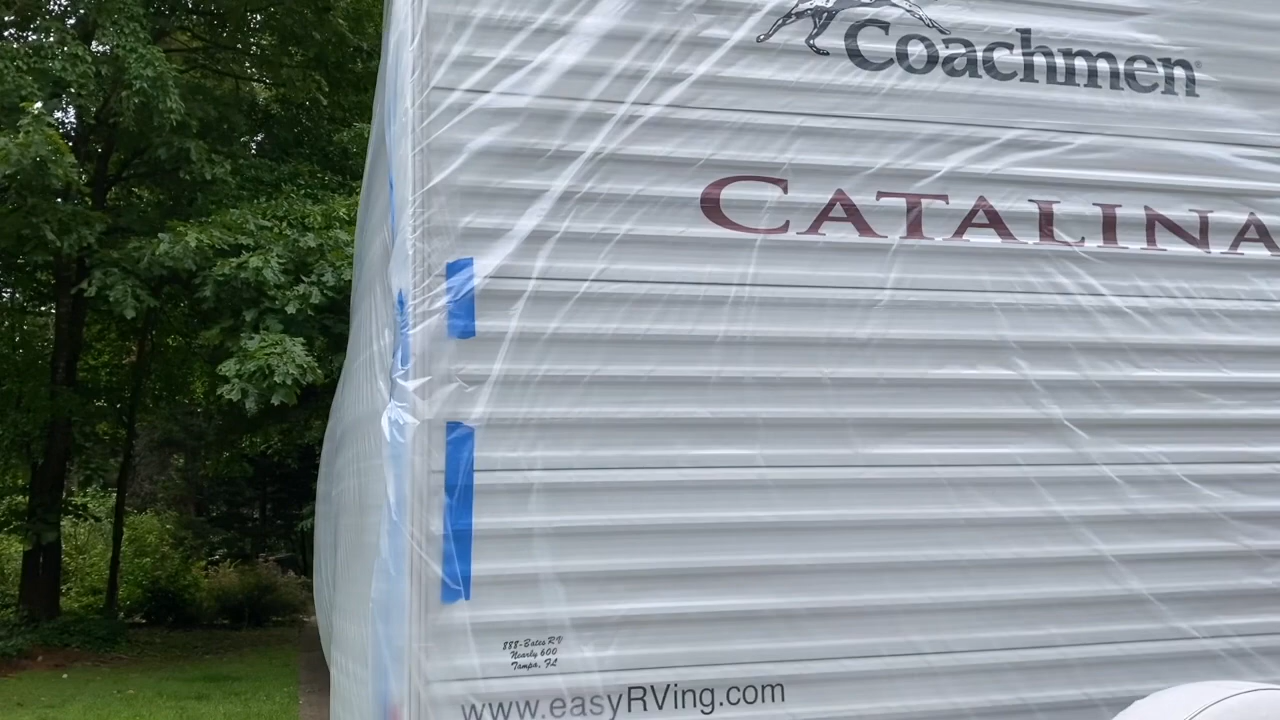 Coachmen
CATALINA
888-Bates RV
Nearly 600
Tampa, FL
www.easyRVing.com